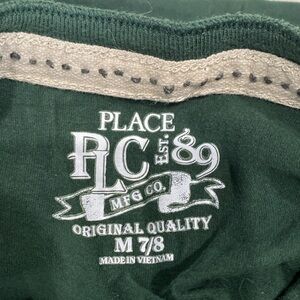 PLACE
PLC EST. 89
MFG CO.
ORIGINAL QUALITY
M 7/8
MADE IN VIETNAM